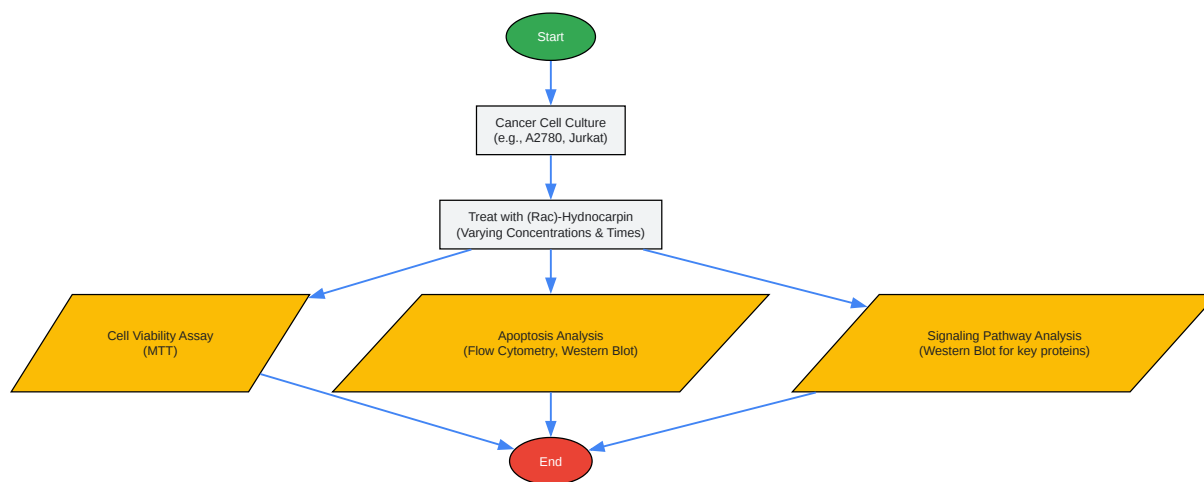 Start
Cancer Cell Culture
(e.g., A2780, Jurkat)
Treat with (Rac)-Hydnocarpin
(Varying Concentrations & Times)
Cell Viability Assay
(MTT)
Apoptosis Analysis
(Flow Cytometry, Western Blot)
Signaling Pathway Analysis
(Western Blot for key proteins)
End